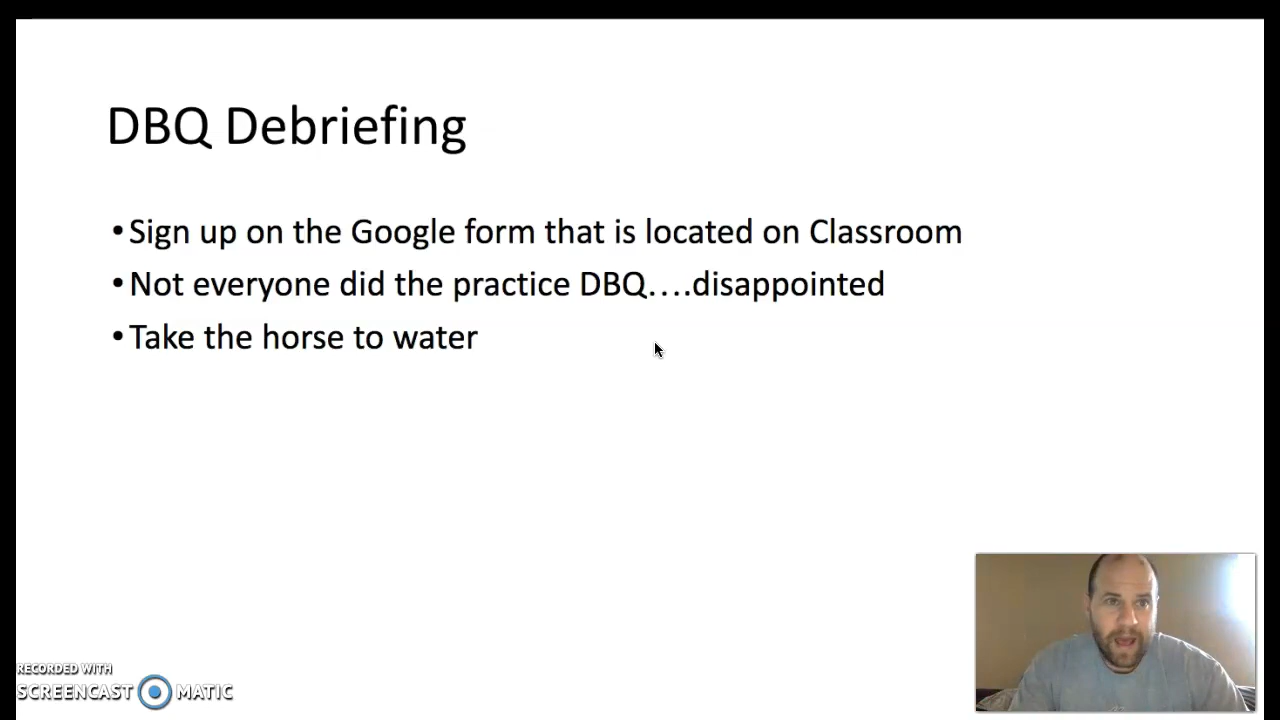 DBQ Debriefing
•Sign up on the Google form that is located on Classroom
•Not everyone did the practice DBQ….disappointed
•Take the horse to water
RECORDED WITH
SCREENCAST MATIC